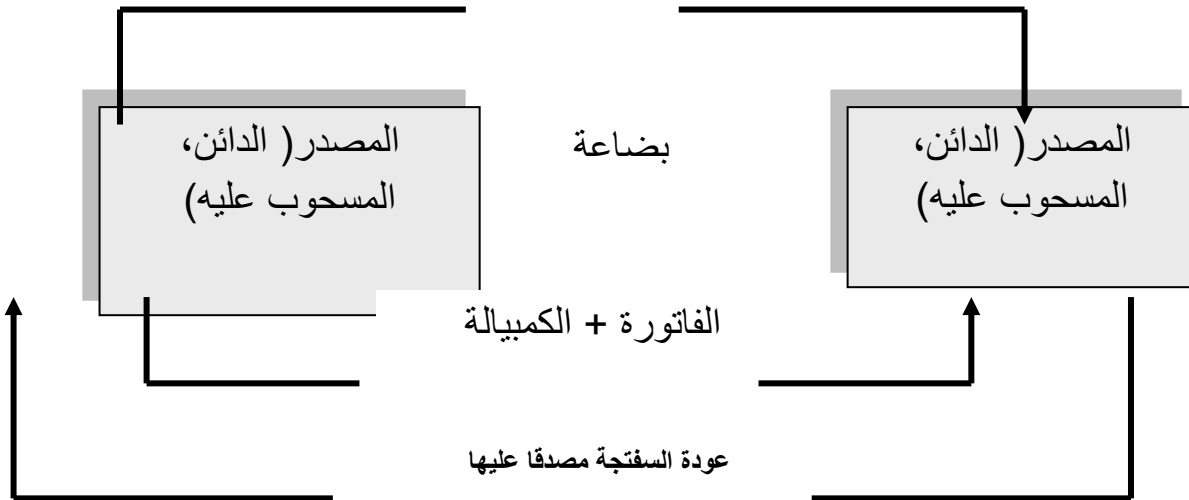 المصدر( الدائن،
المسحوب عليه)
بضاعة
المصدر( الدائن،
المسحوب عليه)
الفاتورة + الكمبيالة
عودة السفتجة مصدقا عليها